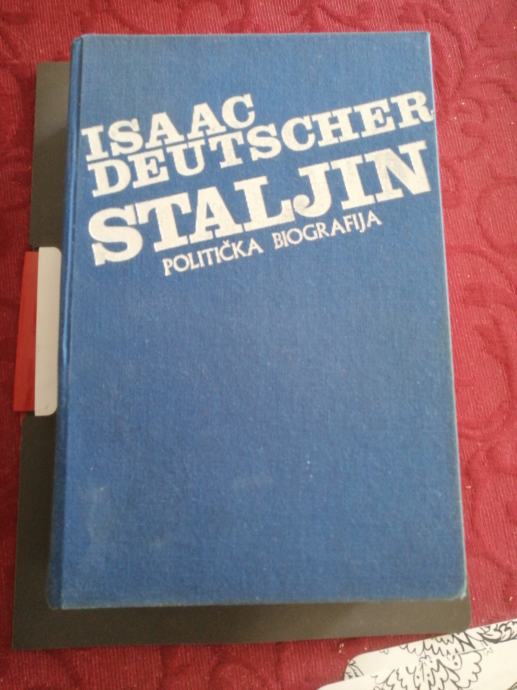 ISAAC
DEUTSCHER
STALJIN
POLITIČKA BIOGRAFIJA